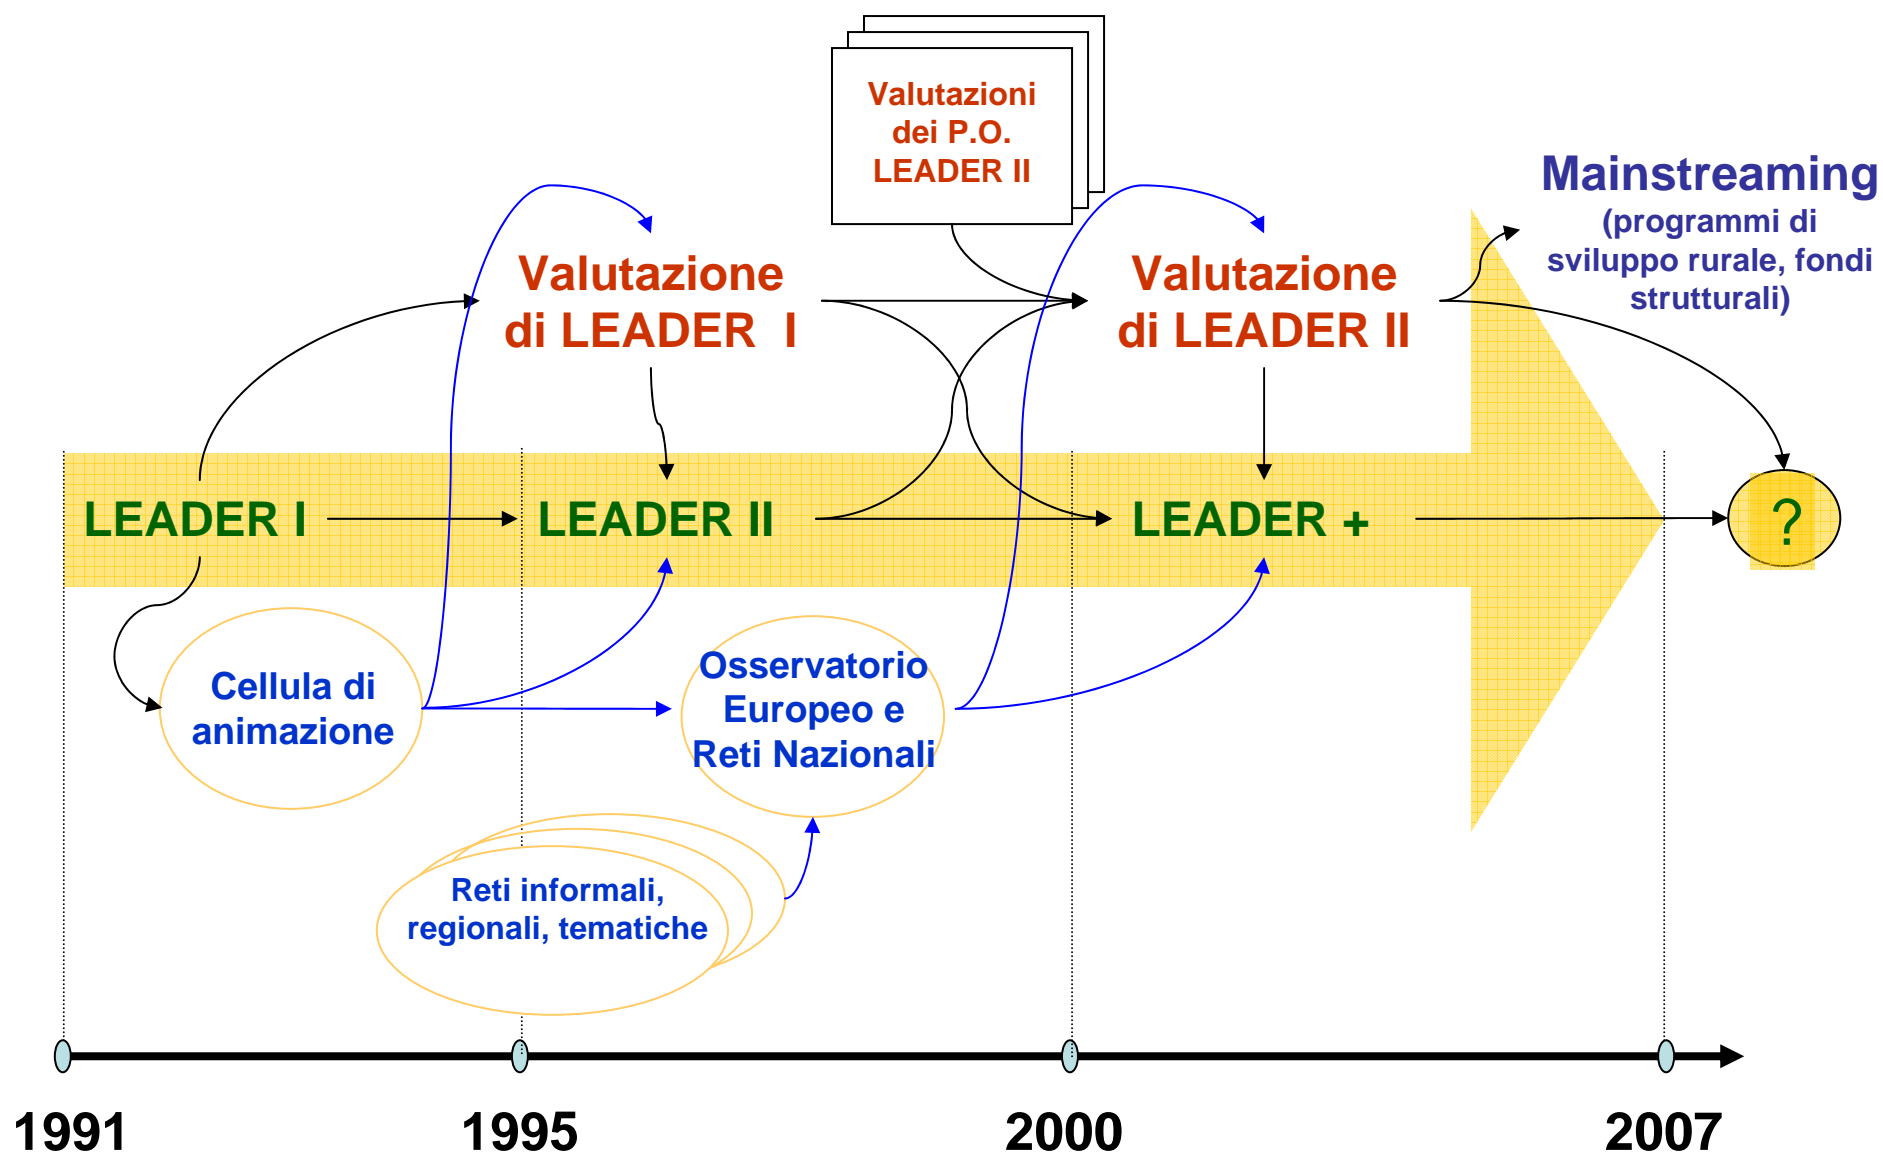 Valutazioni
dei P.O.
LEADER II
Mainstreaming
(programmi di
sviluppo rurale, fondi
strutturali)
Valutazione
di LEADER I
Valutazione
di LEADER II
LEADER I
LEADER II
LEADER +
?
Cellula di
animazione
Osservatorio
Europeo e
Reti Nazionali
Reti informali,
regionali, tematiche
1991
1995
2000
2007